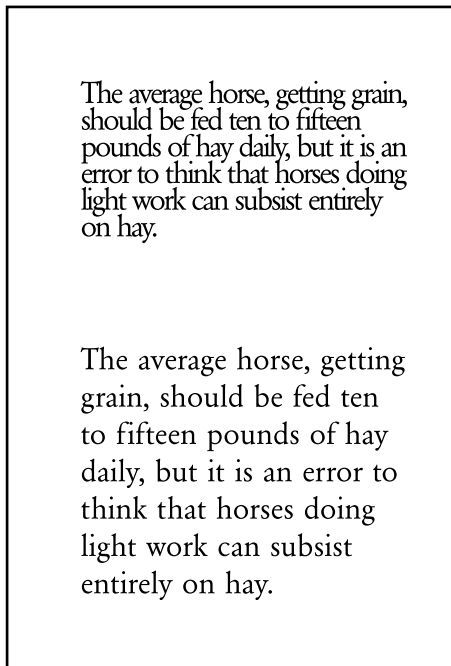 The average horse, getting grain,
should be fed ten to fifteen
pounds of hay daily, but it is an
error to think that horses doing
light work can subsist entirely
on hay.
The average horse, getting
grain, should be fed ten
to fifteen pounds of hay
daily, but it is an error to
think that horses doing
light work can subsist
entirely on hay.